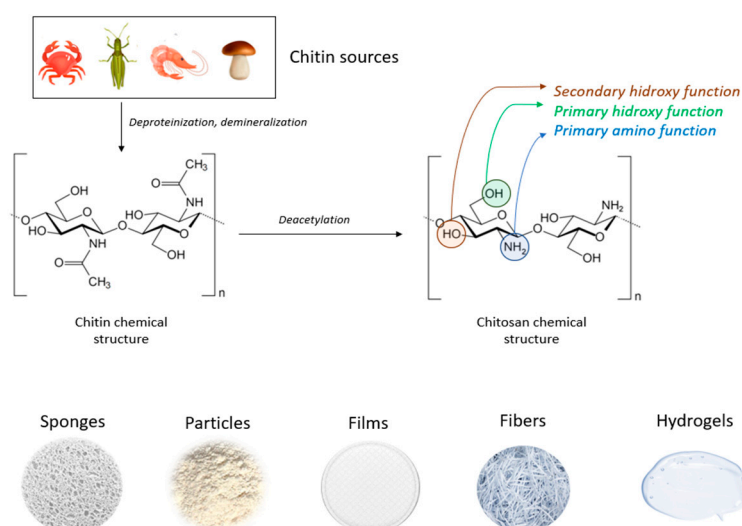 Chitin sources
Secondary hidroxy function
Primary hidroxy function
Primary amino function
Deproteinization, demineralization
CH₃
O
NH
OH
O
HO
O
O
HO
NH
O
OH
O
CH₃
n
Deacetylation
OH
NH₂
O
HO
O
HO
O
NH₂
O
OH
n
Chitin chemical
structure
Chitosan chemical
structure
Sponges
Particles
Films
Fibers
Hydrogels